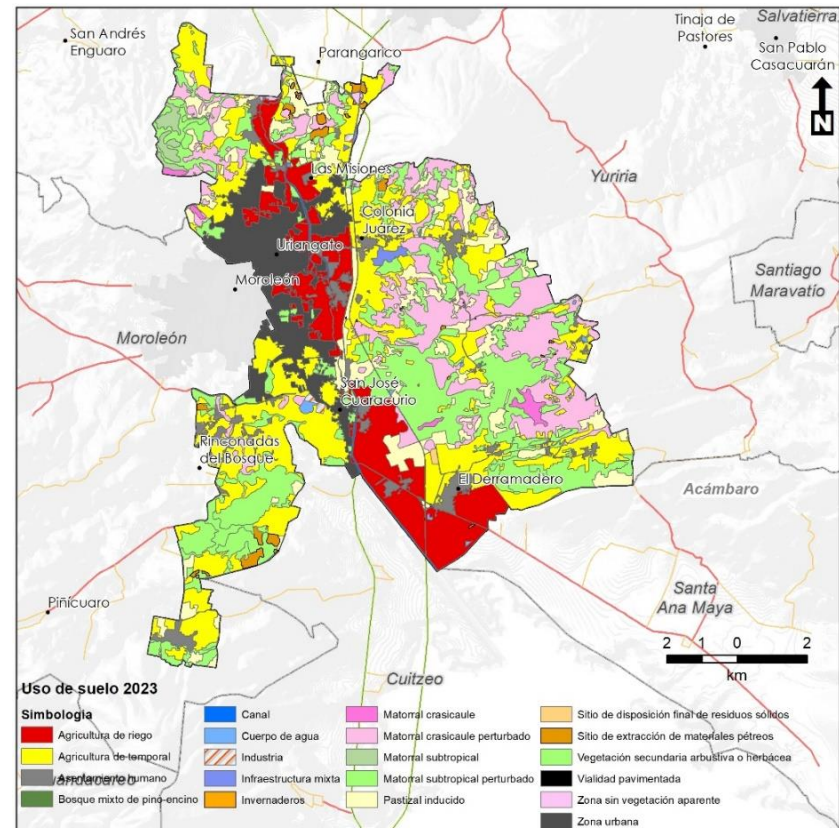 San Andrés
Enguaro
Parangarico
Tinaja de
Pastores
Salvatierra
San Pablo
Casacuarán
N
Las Misiones
Yuriria
Colonia
Juárez
Uriangato
Moroleón
Santiago
Maravatío
Moroleón
San José
Cuaracurio
Rinconadas
del Bosque
El Derramadero
Acámbaro
Piñícuaro
Santa
Ana Maya
2 0 2
km
Cuitzeo
Huandacareo
Uso de suelo 2023
Simbología
Agricultura de riego
Agricultura de temporal
Asentamiento humano
Bosque mixto de pino-encino
Canal
Cuerpo de agua
Industria
Infraestructura mixta
Invernaderos
Matorral crasicaule
Matorral crasicaule perturbado
Matorral subtropical
Matorral subtropical perturbado
Pastizal inducido
Sitio de disposición final de residuos sólidos
Sitio de extracción de materiales pétreos
Vegetación secundaria arbustiva o herbácea
Vialidad pavimentada
Zona sin vegetación aparente
Zona urbana